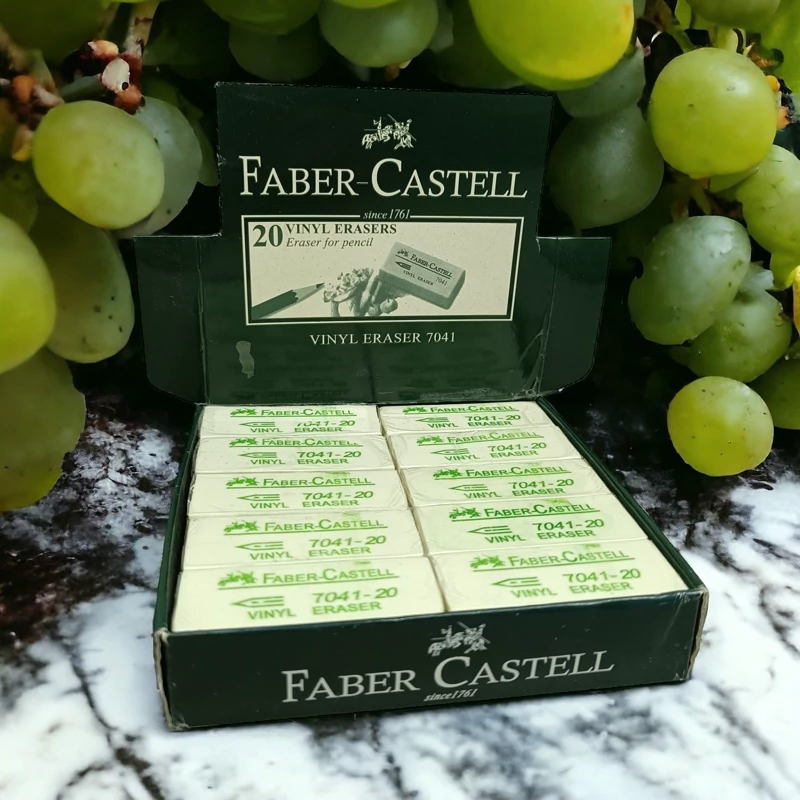 FABER-CASTELL
since 1761
20 VINYL ERASERS
Eraser for pencil
FABER-CASTELL
VINYL ERASER 7041
VINYL ERASER 7041
FABER-CASTELL
7041-20
VINYL ERASER
FABER-CASTELL
7041-20
VINYL ERASER
FABER-CASTELL
7041-20
VINYL ERASER
FABER-CASTELL
7041-20
VINYL ERASER
FABER-CASTELL
7041-20
VINYL ERASER
FABER-CASTELL
7041-20
VINYL ERASER
FABER-CASTELL
7041-20
VINYL ERASER
FABER-CASTELL
7041-20
VINYL ERASER
FABER-CASTELL
7041-20
VINYL ERASER
FABER-CASTELL
7041-20
VINYL ERASER
FABER CASTELL
since 1761